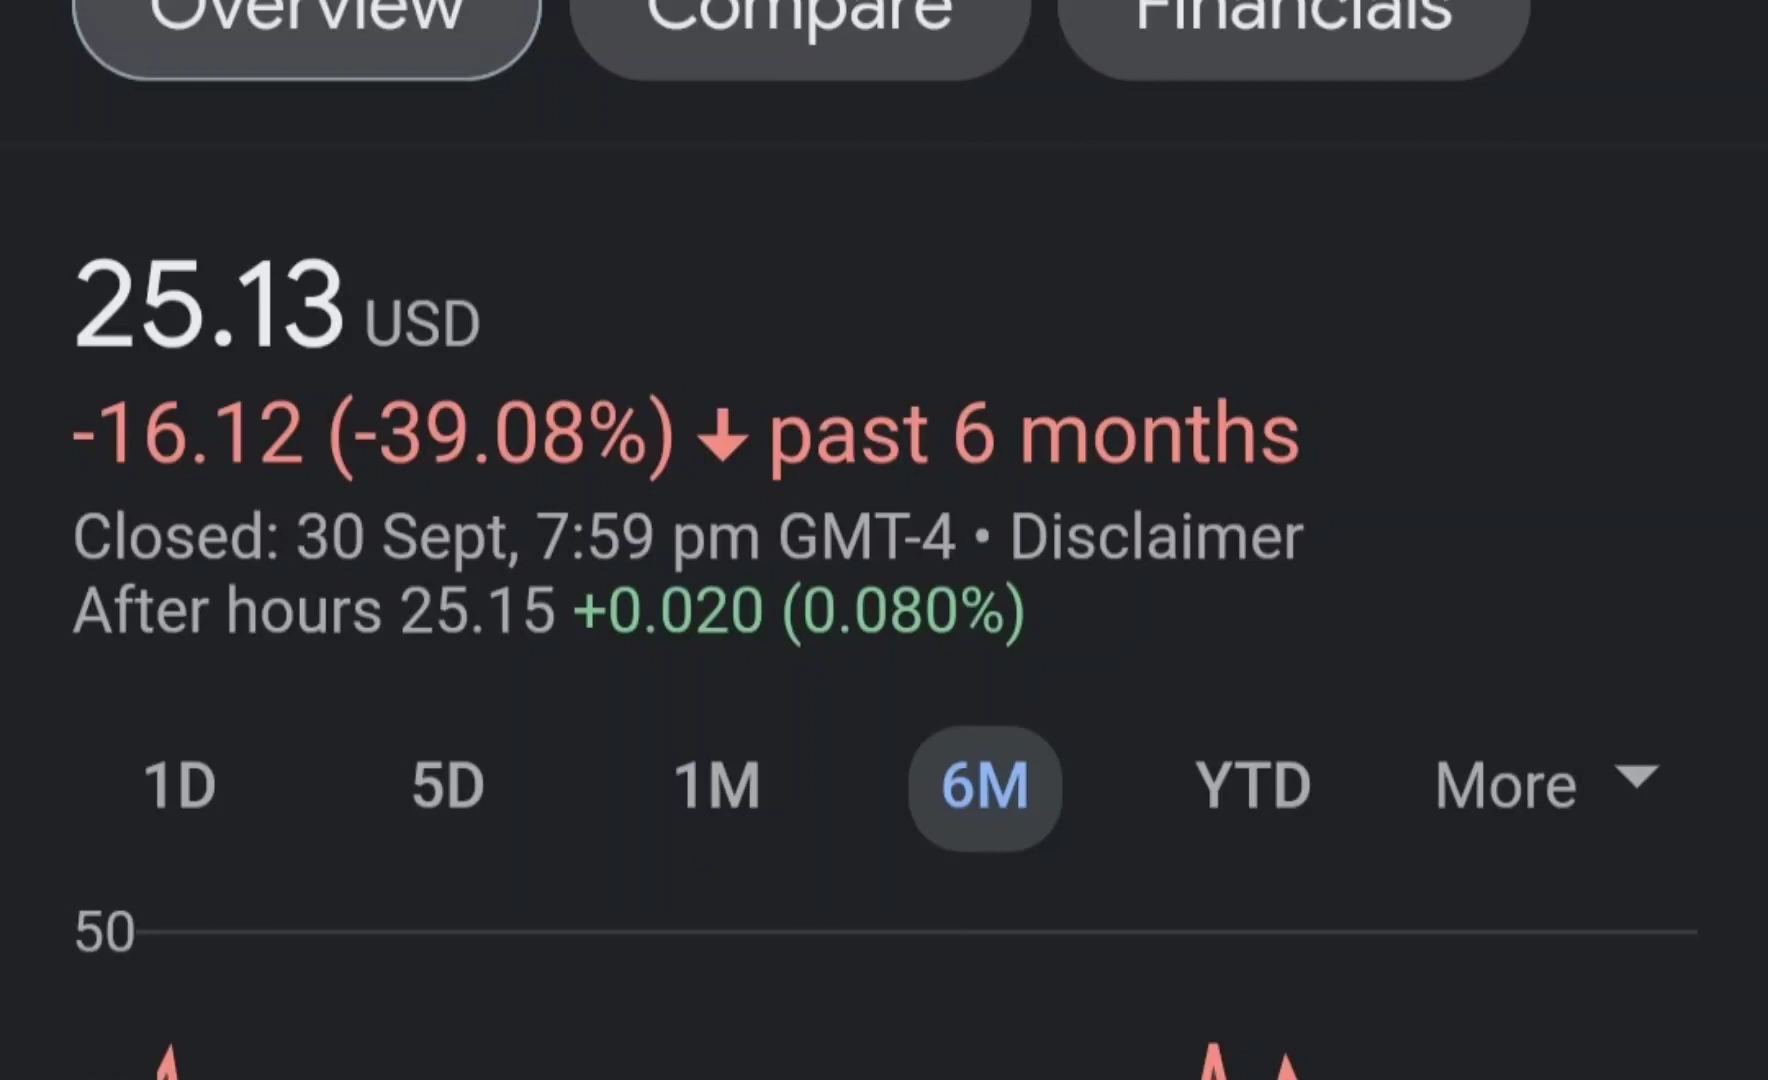 Overview Compare Financials
25.13 USD
-16.12 (-39.08%) ↓ past 6 months
Closed: 30 Sept, 7:59 pm GMT-4 • Disclaimer
After hours 25.15 +0.020 (0.080%)
1D 5D 1M 6M YTD More
50